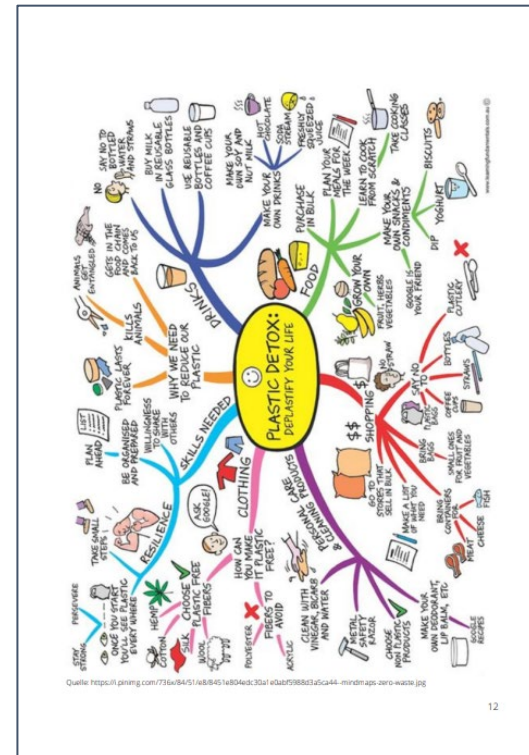 PLASTIC DETOX:
DEPLASTIFY YOUR LIFE
WHY WE NEED
TO REDUCE OUR
PLASTIC
PLASTIC LASTS
FOREVER
KILLS
ANIMALS
ANIMALS
GET
ENTANGLED
GETS IN THE
FOOD CHAIN
AND COMES
BACK TO US
DRINKS
SAY NO TO
BOTTLED
WATER
NO
AND STRAWS
BUY MILK
IN REUSABLE
GLASS BOTTLES
USE REUSABLE
BOTTLES AND
COFFEE CUPS
MAKE YOUR
OWN DRINKS
MAKE YOUR
OWN SOY AND
NUT MILK
HOT
CHOCOLATE
SODA
STREAM
FRESHLY
SQUEEZED
JUICE
FOOD
PURCHASE
IN BULK
PLAN YOUR
MEALS FOR
THE WEEK
LEARN TO COOK
FROM SCRATCH
TAKE COOKING
CLASSES
MAKE YOUR
OWN SNACKS &
CONDIMENTS
BISCUITS
YOGHURT
DIP
GOOGLE IS
YOUR FRIEND
GROW YOUR
OWN
FRUIT, HERBS
VEGETABLES
SHOPPING
$$
$
SAY NO
TO
STRAW
PLASTIC
CUTLERY
BOTTLES
STRAWS
COFFEE
CUPS
PLASTIC
BAGS
BRING
BAGS
SMALL ONES
FOR FRUIT AND
VEGETABLES
BRING
CONTAINERS
FOR
FISH
CHEESE
MEAT
MAKE A LIST
OF WHAT YOU
NEED
GO TO
STORES THAT
SELL IN BULK
PERSONAL CARE
& CLEANING PRODUCTS
CLEAN WITH
VINEGAR, BICARB
AND WATER
METAL
SAFETY
RAZOR
CHOOSE
NON PLASTIC
PRODUCTS
MAKE YOUR
OWN DEODORANT,
LIP BALM, ETC
GOOGLE
RECIPES
CLOTHING
HOW CAN
YOU MAKE
IT PLASTIC
FREE?
ASK
GOOGLE!
CHOOSE
PLASTIC FREE
FIBERS
HEMP
COTTON
SILK
WOOL
FIBERS TO
AVOID
POLYESTER
ACRYLIC
SKILLS NEEDED
WILLINGNESS
TO SHARE
WITH
OTHERS
BE ORGANISED
AND PREPARED
PLAN
AHEAD
LIST
RESILIENCE
TAKE SMALL
STEPS
ONCE YOU START
YOU'LL SEE PLASTIC
EVERY WHERE
PERSEVERE
STAY
STRONG
www.learningfundamentals.com.au ©
Quelle: https://i.pinimg.com/736x/84/51/e8/8451e804edc30a1e0abf5988d3a5ca44--mindmaps-zero-waste.jpg
12